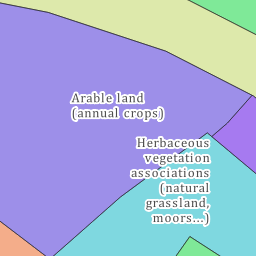 Arable land
(annual crops)
Herbaceous
vegetation
associations
(natural
grassland,
moors...)